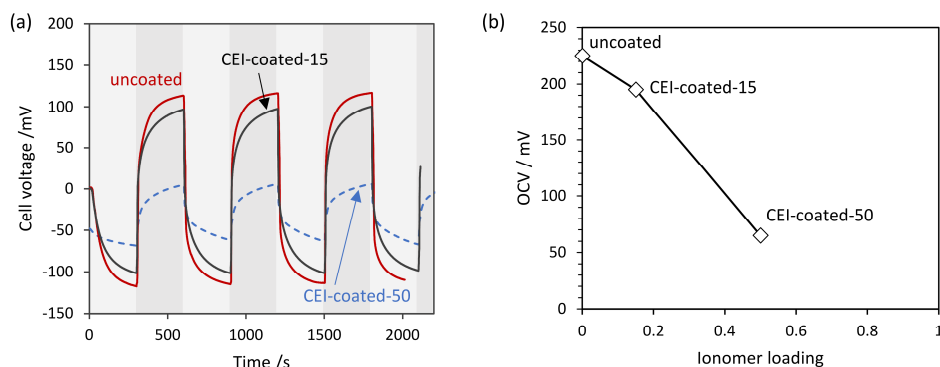 (a)
200
150
100
50
0
-50
-100
-150
Cell voltage /mV
uncoated
CEI-coated-15
CEI-coated-50
0
500
1000
1500
2000
Time /s
(b)
250
200
150
100
50
0
OCV / mV
uncoated
CEI-coated-15
CEI-coated-50
0
0.2
0.4
0.6
0.8
1
Ionomer loading